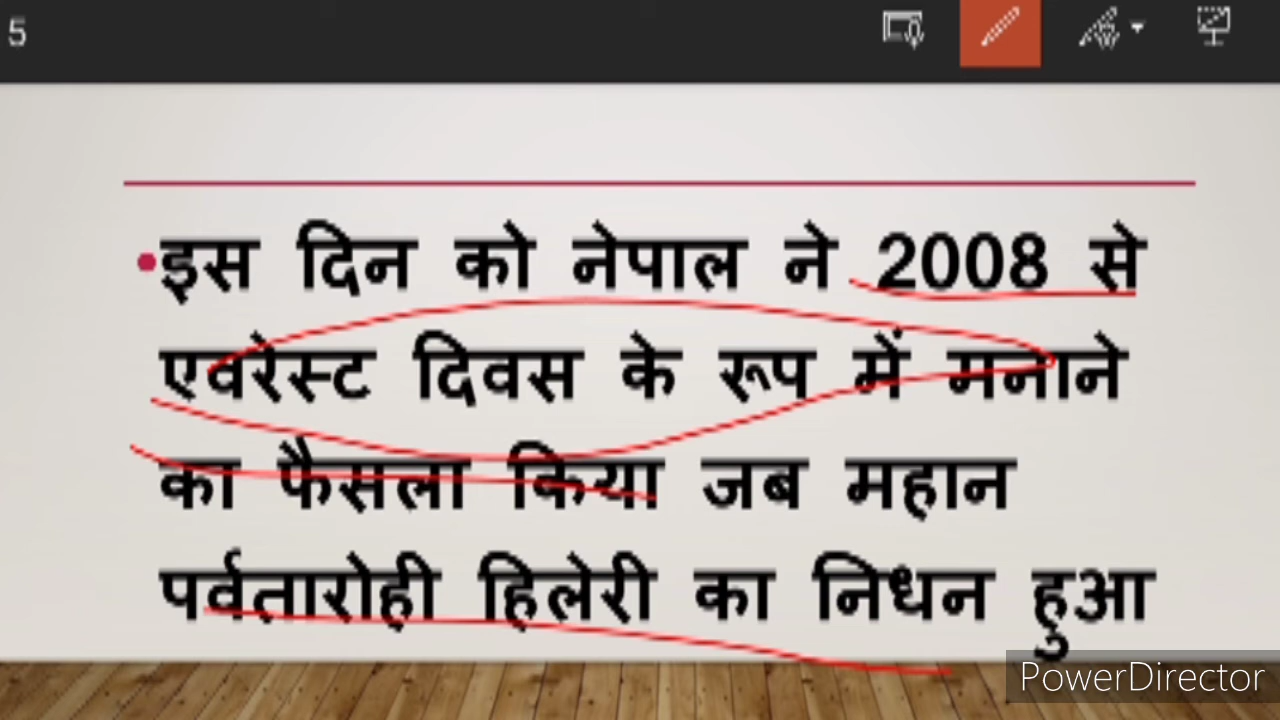 5
•इस दिन को नेपाल ने 2008 से
एवरेस्ट दिवस के रूप में मनाने
का फैसला किया जब महान
पर्वतारोही हिलेरी का निधन हुआ
PowerDirector